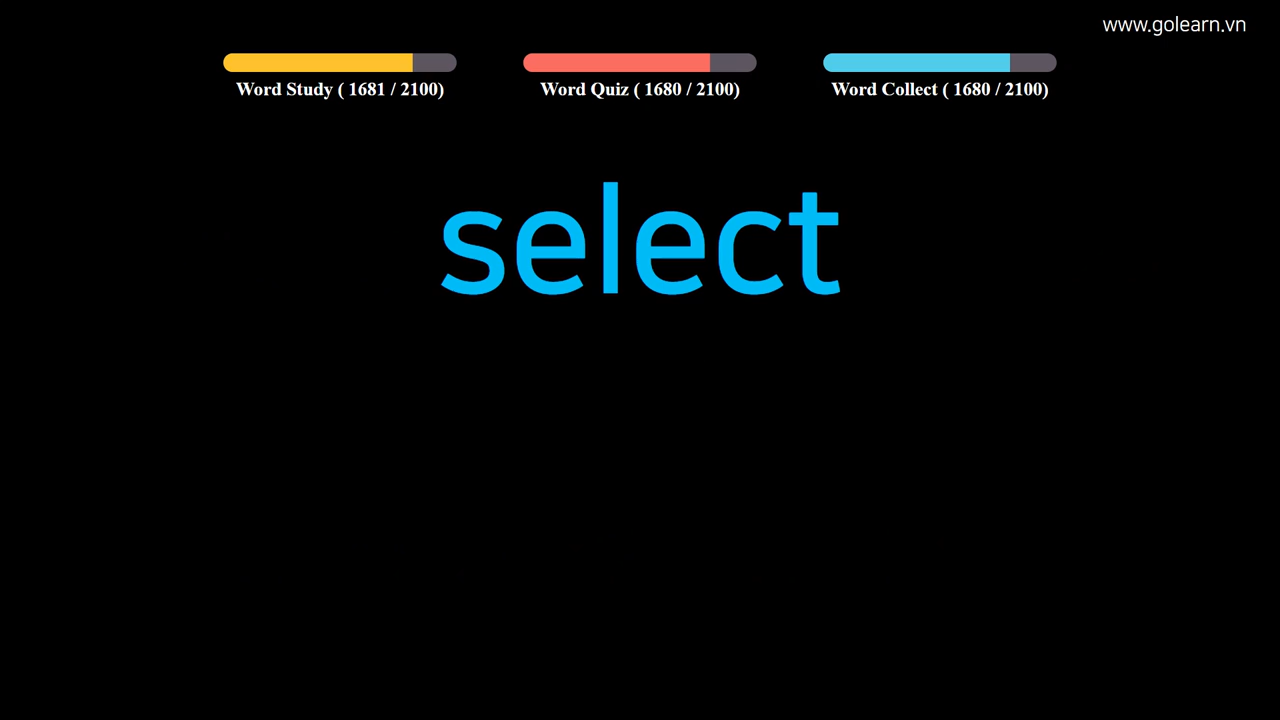 www.golearn.vn
Word Study ( 1681 / 2100)
Word Quiz ( 1680 / 2100)
Word Collect ( 1680 / 2100)
select